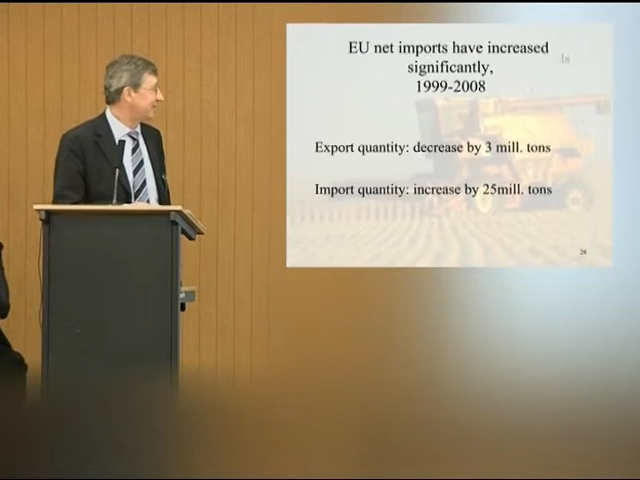 EU net imports have increased
significantly,
1999-2008
Export quantity: decrease by 3 mill. tons
Import quantity: increase by 25mill. tons
26